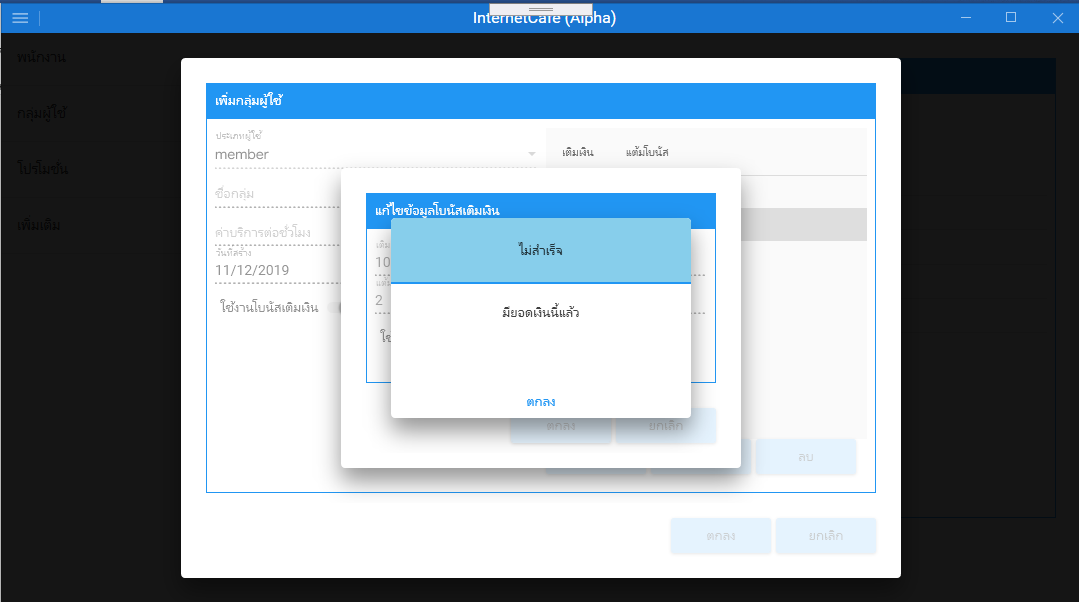 InternetCafe (Alpha)
พนักงาน
กลุ่มผู้ใช้
โปรโมชั่น
เพิ่มเติม
เพิ่มกลุ่มผู้ใช้
ประเภทผู้ใช้
member
เติมเงิน แต้มโบนัส
ชื่อกลุ่ม
ค่าบริการต่อชั่วโมง
วันที่สร้าง
11/12/2019
ใช้งานโบนัสเติมเงิน
แก้ไขข้อมูลโบนัสเติมเงิน
10
2
ไม่สำเร็จ
มียอดเงินนี้แล้ว
ตกลง
ตกลง ยกเลิก
ลบ
ตกลง ยกเลิก